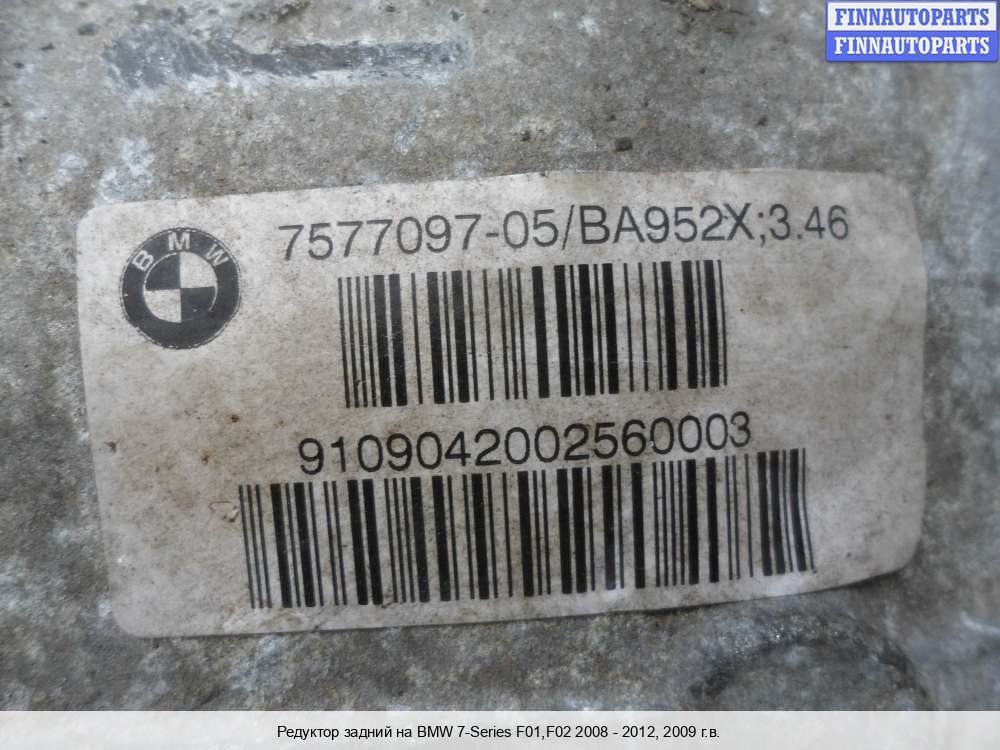 FINNAUTOPARTS
FINNAUTOPARTS
BMW
7577097-05/BA952X;3.46
9109042002560003
Редуктор задний на BMW 7-Series F01,F02 2008 - 2012, 2009 г.в.